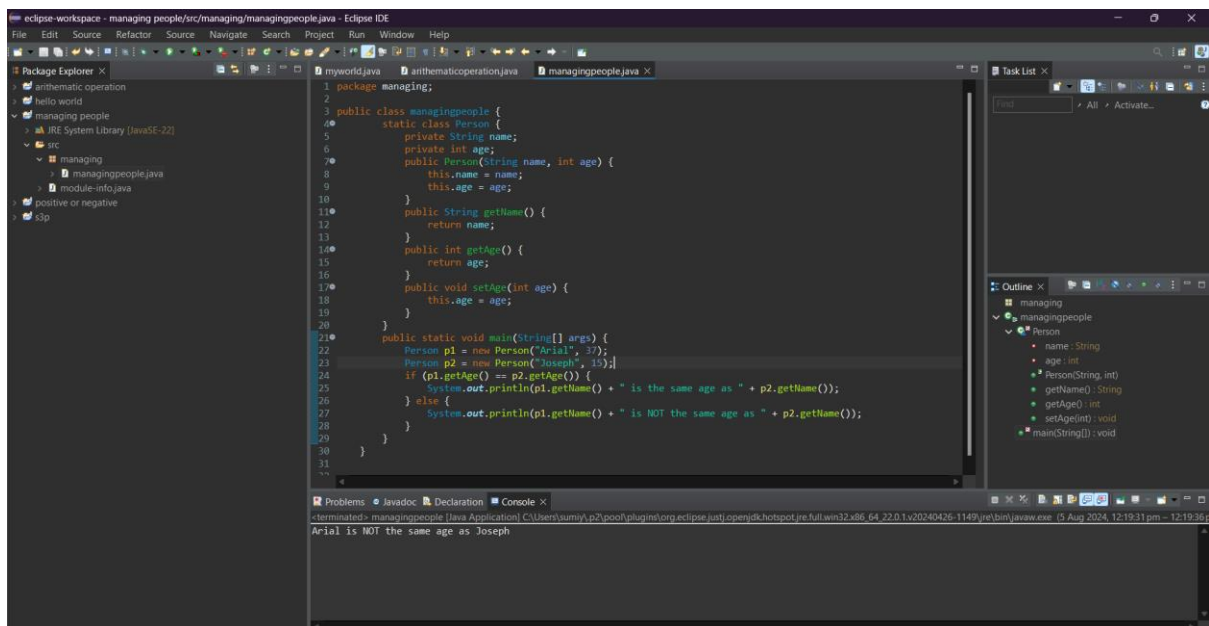 eclipse-workspace - managing people/src/managing/managingpeople.java - Eclipse IDE
File Edit Source Refactor Source Navigate Search Project Run Window Help
Package Explorer
arithematic operation
hello world
managing people
JRE System Library [JavaSE-22]
src
managing
managingpeople.java
module-info.java
positive or negative
s3p
myworld.java arithematicoperation.java managingpeople.java
1 package managing;
2
3 public class managingpeople {
4 static class Person {
5 private String name;
6 private int age;
7 public Person(String name, int age) {
8 this.name = name;
9 this.age = age;
10 }
11 public String getName() {
12 return name;
13 }
14 public int getAge() {
15 return age;
16 }
17 public void setAge(int age) {
18 this.age = age;
19 }
20 }
21 public static void main(String[] args) {
22 Person p1 = new Person("Arial", 37);
23 Person p2 = new Person("Joseph", 15);
24 if (p1.getAge() == p2.getAge()) {
25 System.out.println(p1.getName() + " is the same age as " + p2.getName());
26 } else {
27 System.out.println(p1.getName() + " is NOT the same age as " + p2.getName());
28 }
29 }
30 }
31
Task List
Find All Activate...
Outline
managing
managingpeople
Person
name : String
age : int
Person(String, int)
getName() : String
getAge() : int
setAge(int) : void
main(String[]) : void
Problems Javadoc Declaration Console
<terminated> managingpeople [Java Application] C:\Users\sumiy\.p2\pool\plugins\org.eclipse.justj.openjdk.hotspot.jre.full.win32.x86_64_22.0.1.v20240426-1149\jre\bin\javaw.exe (5 Aug 2024, 12:19:31 pm – 12:19:36
Arial is NOT the same age as Joseph